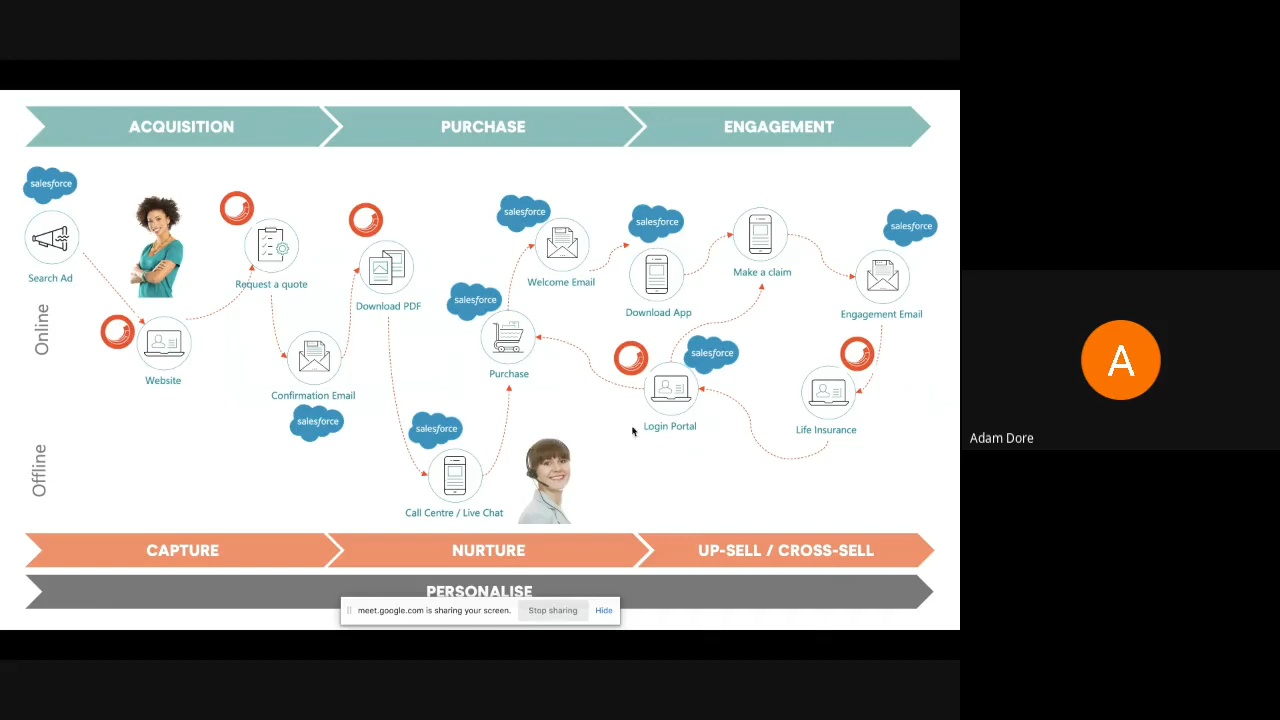 ACQUISITION
PURCHASE
ENGAGEMENT
salesforce
Search Ad
Website
Request a quote
Confirmation Email
salesforce
Download PDF
salesforce
Call Centre / Live Chat
salesforce
Purchase
salesforce
Welcome Email
salesforce
Download App
Make a claim
salesforce
Engagement Email
salesforce
Login Portal
Life Insurance
Online
Offline
CAPTURE
NURTURE
UP-SELL / CROSS-SELL
PERSONALISE
meet.google.com is sharing your screen.
Stop sharing
Hide
A
Adam Dore